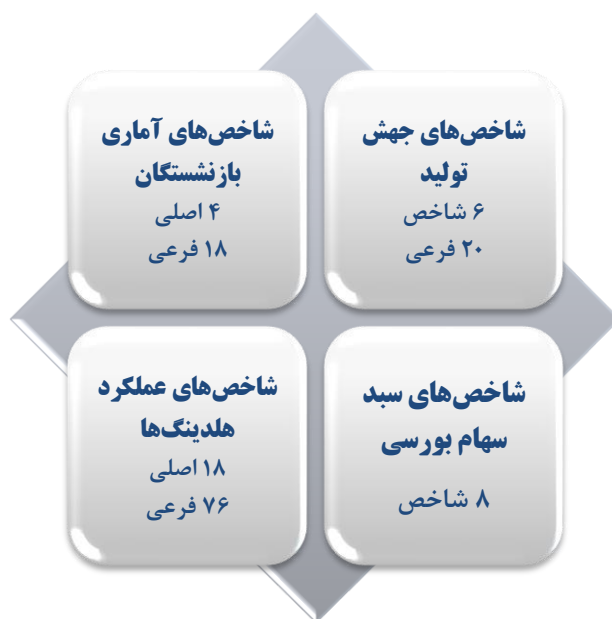 شاخص‌های جهش
تولید
۶ شاخص
۲۰ فرعی
شاخص‌های آماری
بازنشستگان
۴ اصلی
۱۸ فرعی
شاخص‌های سبد
سهام بورسی
۸ شاخص
شاخص‌های عملکرد
هلدینگ‌ها
۱۸ اصلی
۷۶ فرعی